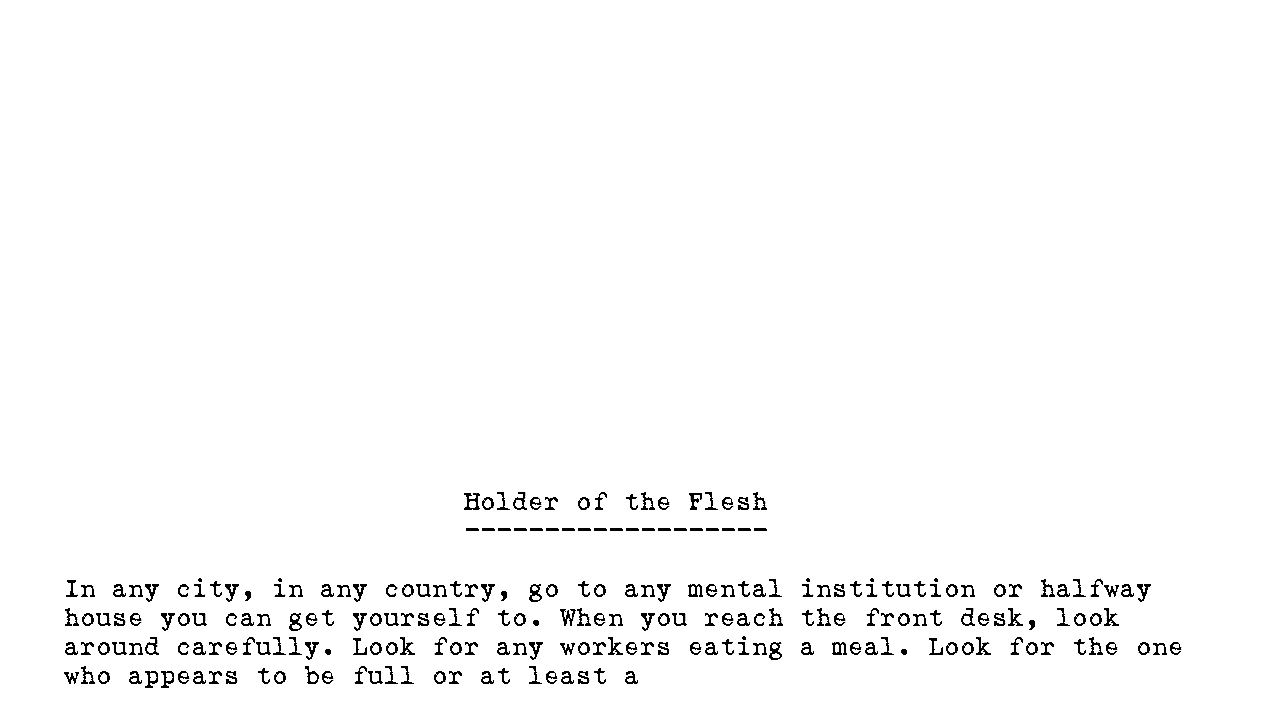 Holder of the Flesh
-------------------
In any city, in any country, go to any mental institution or halfway
house you can get yourself to. When you reach the front desk, look
around carefully. Look for any workers eating a meal. Look for the one
who appears to be full or at least a